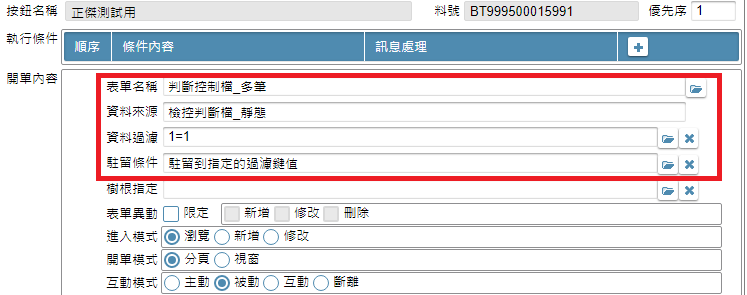 按鈕名稱 正傑測試用 料號 BT999500015991 優先序 1
執行條件 順序 條件內容 訊息處理
開單內容
表單名稱 判斷控制檔_多筆
資料來源 檢控判斷檔_靜態
資料過濾 1=1
駐留條件 駐留到指定的過濾鍵值
樹根指定
表單異動 限定 新增 修改 刪除
進入模式 瀏覽 新增 修改
開單模式 分頁 視窗
互動模式 主動 被動 互動 斷離